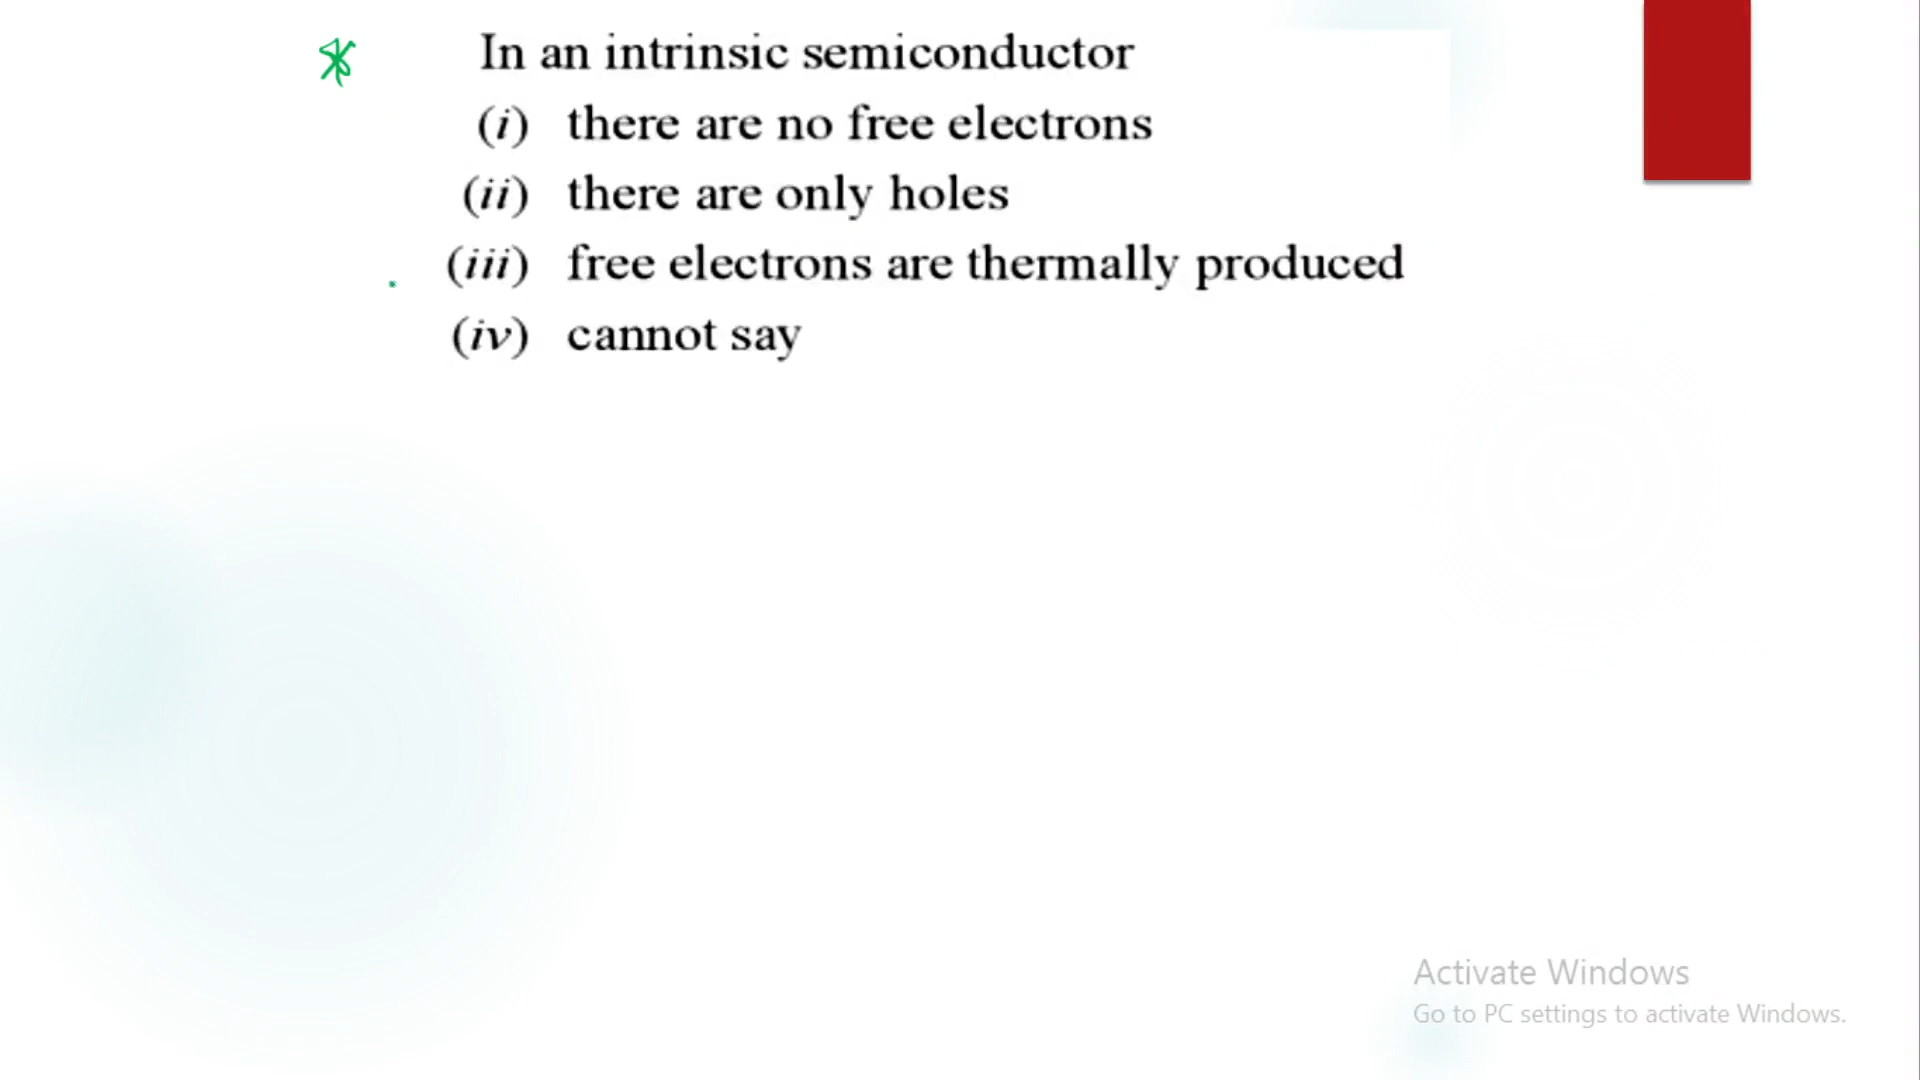 In an intrinsic semiconductor
(i) there are no free electrons
(ii) there are only holes
(iii) free electrons are thermally produced
(iv) cannot say
Activate Windows
Go to PC settings to activate Windows.